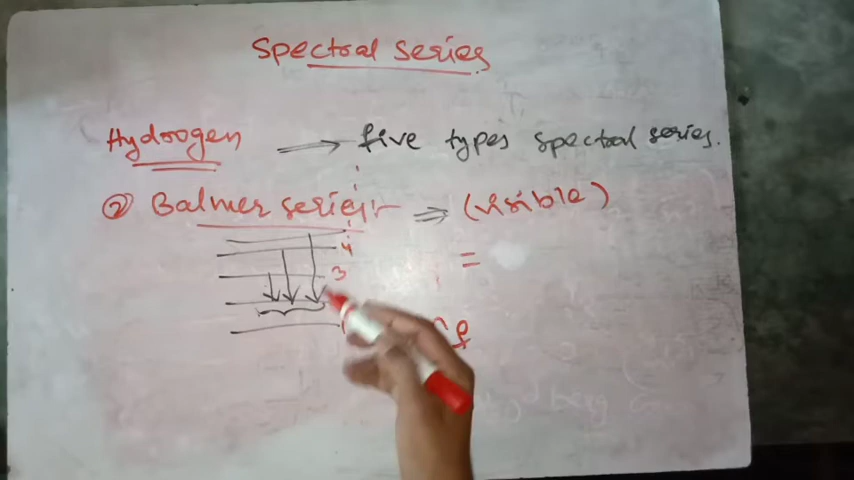 Spectral Series
Hydrogen ⟶ five types spectral series.
② Balmer series:- ⇒ (visible)
4
3
=